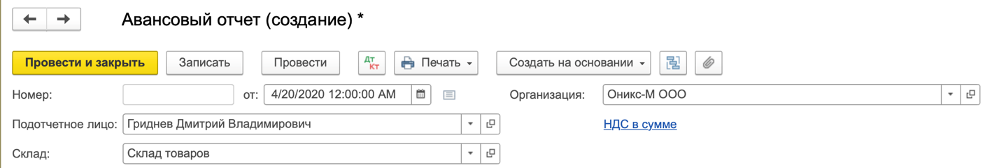 Авансовый отчет (создание) *
Провести и закрыть Записать Провести Дт Кт Печать Создать на основании
Номер: от: 4/20/2020 12:00:00 AM Организация: Оникс-М ООО
Подотчетное лицо: Гриднев Дмитрий Владимирович НДС в сумме
Склад: Склад товаров